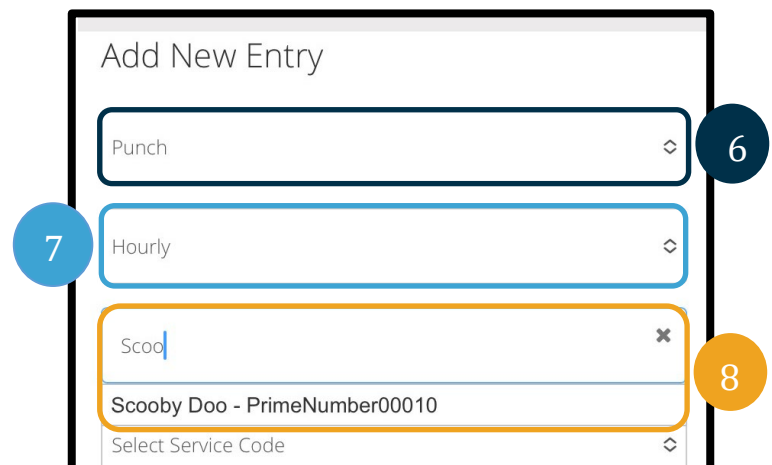 Add New Entry
Punch
6
7
Hourly
Scoo
8
Scooby Doo - PrimeNumber00010
Select Service Code